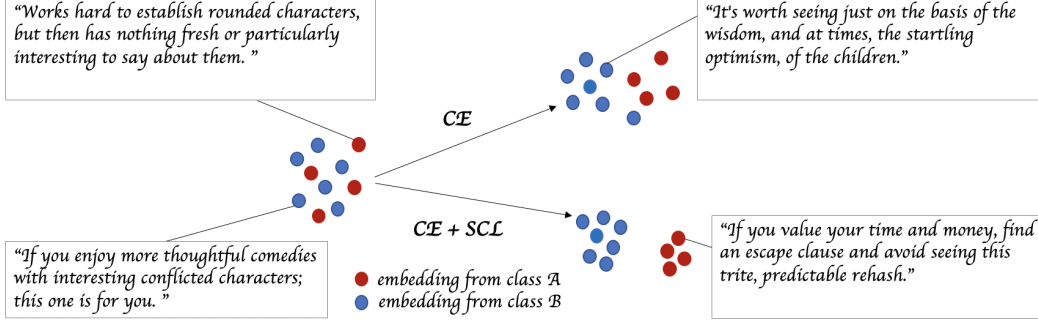 "Works hard to establish rounded characters,
but then has nothing fresh or particularly
interesting to say about them. "
"It's worth seeing just on the basis of the
wisdom, and at times, the startling
optimism, of the children."
CE
CE + SCL
"If you enjoy more thoughtful comedies
with interesting conflicted characters;
this one is for you. "
embedding from class A
embedding from class B
"If you value your time and money, find
an escape clause and avoid seeing this
trite, predictable rehash."